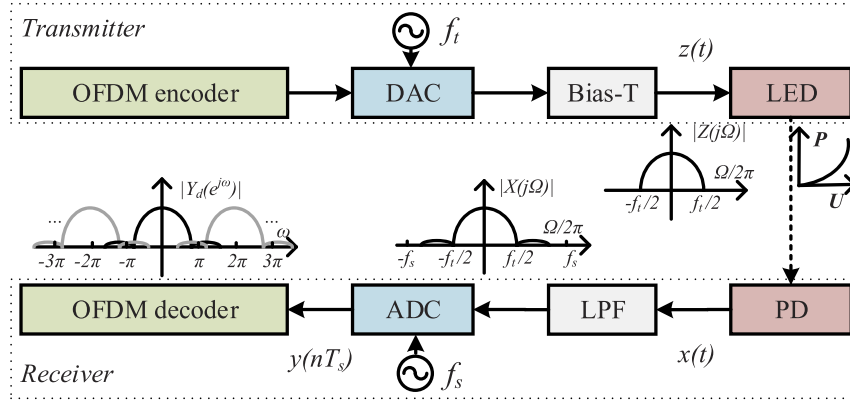 Transmitter
f_t
z(t)
OFDM encoder
DAC
Bias-T
LED
|Z(jΩ)|
P
|Y_d(e^{jω})|
|X(jΩ)|
Ω/2π
U
-f_t/2
f_t/2
...
...
ω
Ω/2π
-3π
-2π
-π
π
2π
3π
-f_s
-f_t/2
f_t/2
f_s
OFDM decoder
ADC
LPF
PD
y(nT_s)
x(t)
Receiver
f_s